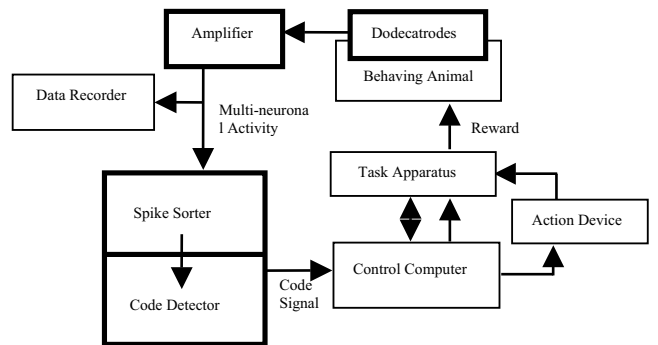 Amplifier
Dodecatrodes
Behaving Animal
Data Recorder
Multi-neurona
l Activity
Reward
Task Apparatus
Spike Sorter
Action Device
Control Computer
Code
Signal
Code Detector